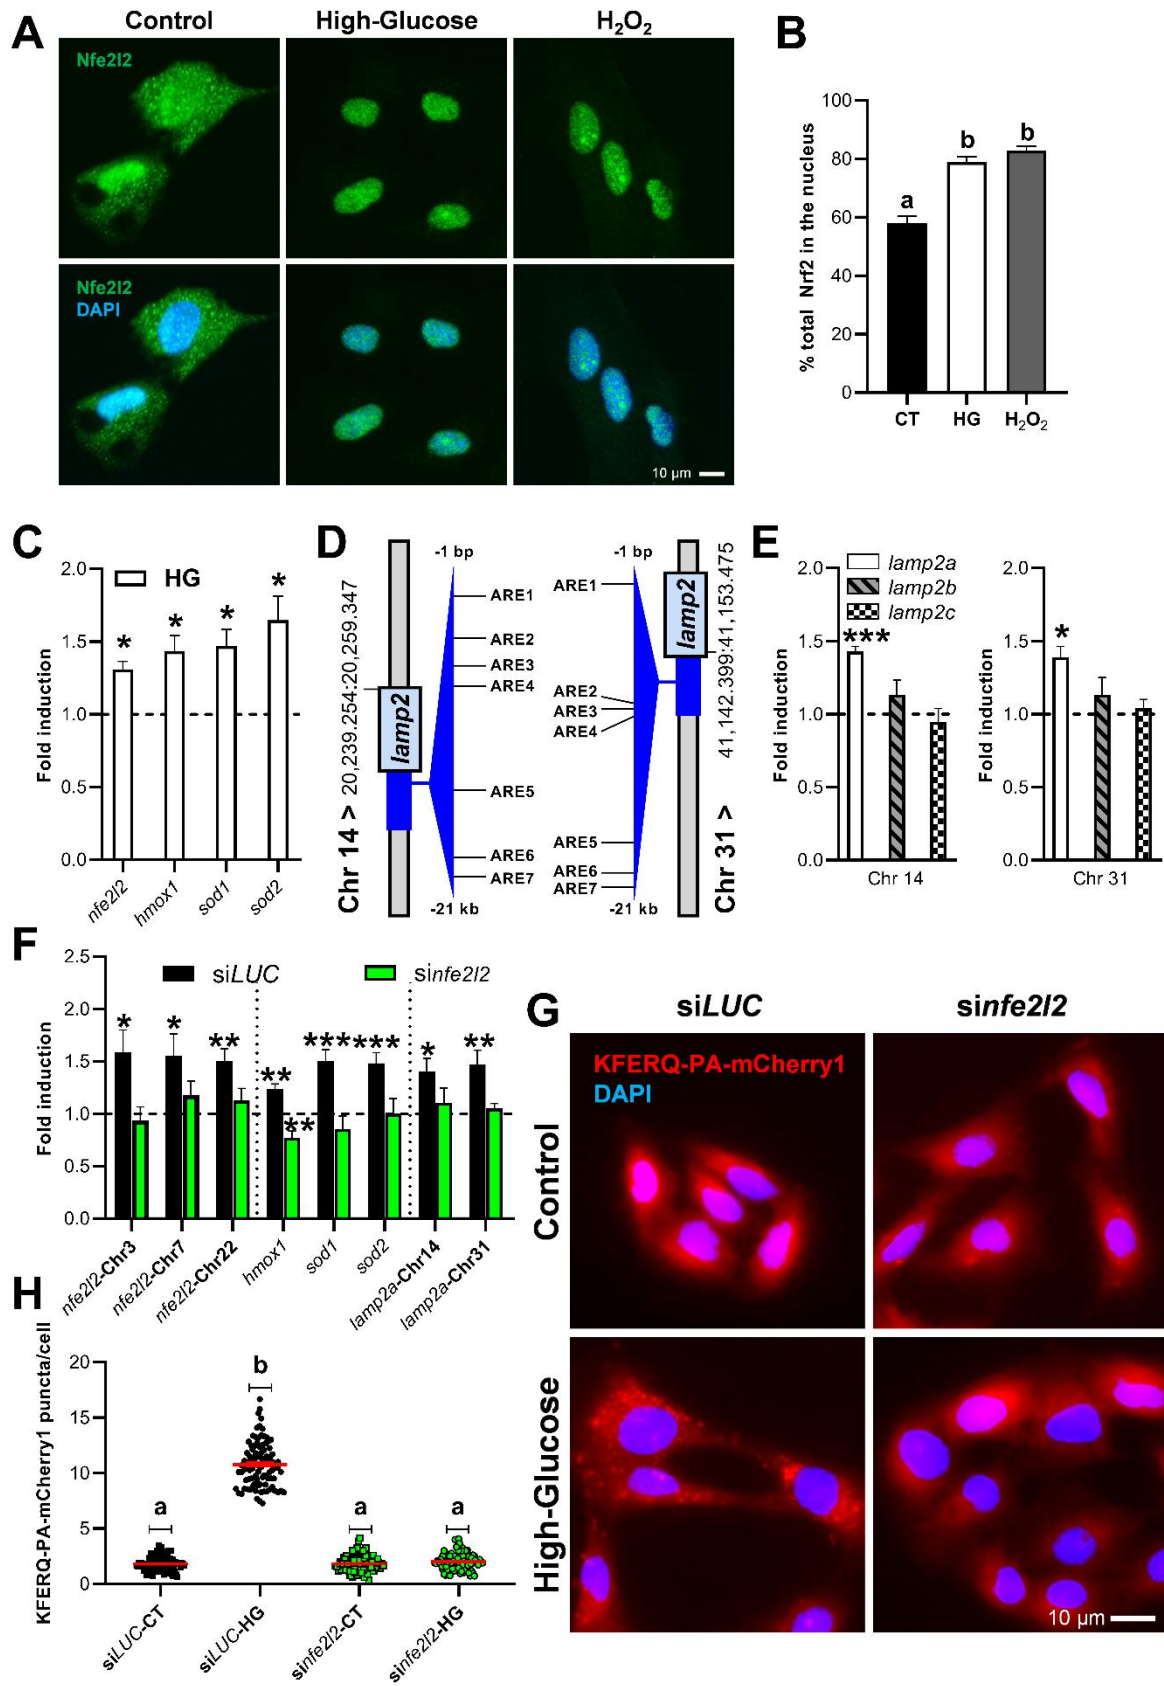 A
Control
High-Glucose
H₂O₂
Nfe2l2
Nfe2l2
DAPI
10 µm
B
% total Nrf2 in the nucleus
100
80
60
40
20
0
a
b
b
CT
HG
H₂O₂
C
Fold induction
2.0
1.5
1.0
0.5
0.0
HG
*
*
*
*
nfe2l2
hmox1
sod1
sod2
D
Chr 14 > 20,239.254:20,259.347
lamp2
-1 bp
ARE1
ARE2
ARE3
ARE4
ARE5
ARE6
ARE7
-21 kb
-1 bp
ARE1
ARE2
ARE3
ARE4
ARE5
ARE6
ARE7
-21 kb
lamp2
Chr 31 > 41,142.399:41,153.475
E
lamp2a
lamp2b
lamp2c
Fold induction
2.0
1.5
1.0
0.5
0.0
***
Chr 14
Fold induction
2.0
1.5
1.0
0.5
0.0
*
Chr 31
F
Fold induction
2.5
2.0
1.5
1.0
0.5
0.0
siLUC
sinfe2l2
*
*
**
**
**
***
***
*
**
nfe2l2-Chr3
nfe2l2-Chr7
nfe2l2-Chr22
hmox1
sod1
sod2
lamp2a-Chr14
lamp2a-Chr31
G
siLUC
sinfe2l2
Control
High-Glucose
KFERQ-PA-mCherry1
DAPI
10 µm
H
KFERQ-PA-mCherry1 puncta/cell
20
15
10
5
0
a
b
a
a
siLUC-CT
siLUC-HG
sinfe2l2-CT
sinfe2l2-HG